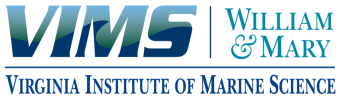 VIMS
WILLIAM
& MARY
VIRGINIA INSTITUTE OF MARINE SCIENCE